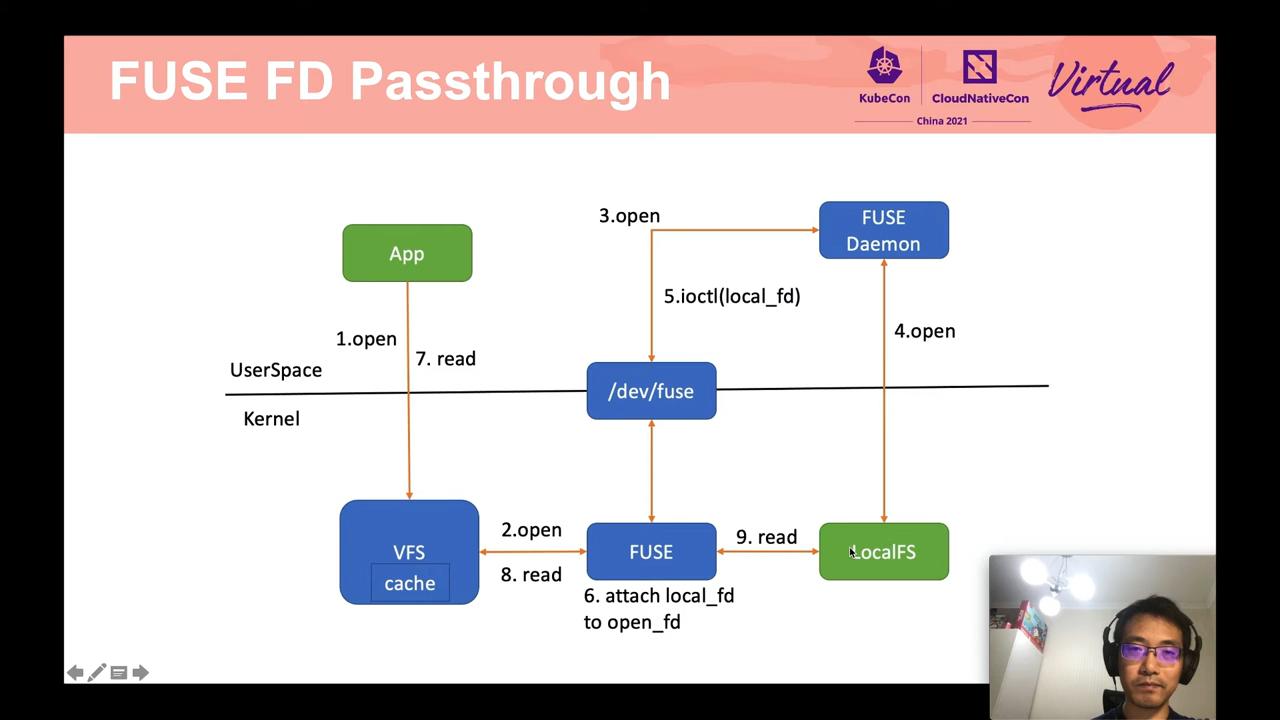 FUSE FD Passthrough
KubeCon
CloudNativeCon
China 2021
Virtual
3.open
FUSE
Daemon
App
5.ioctl(local_fd)
1.open
4.open
7. read
UserSpace
/dev/fuse
Kernel
2.open
9. read
VFS
FUSE
LocalFS
8. read
cache
6. attach local_fd
to open_fd